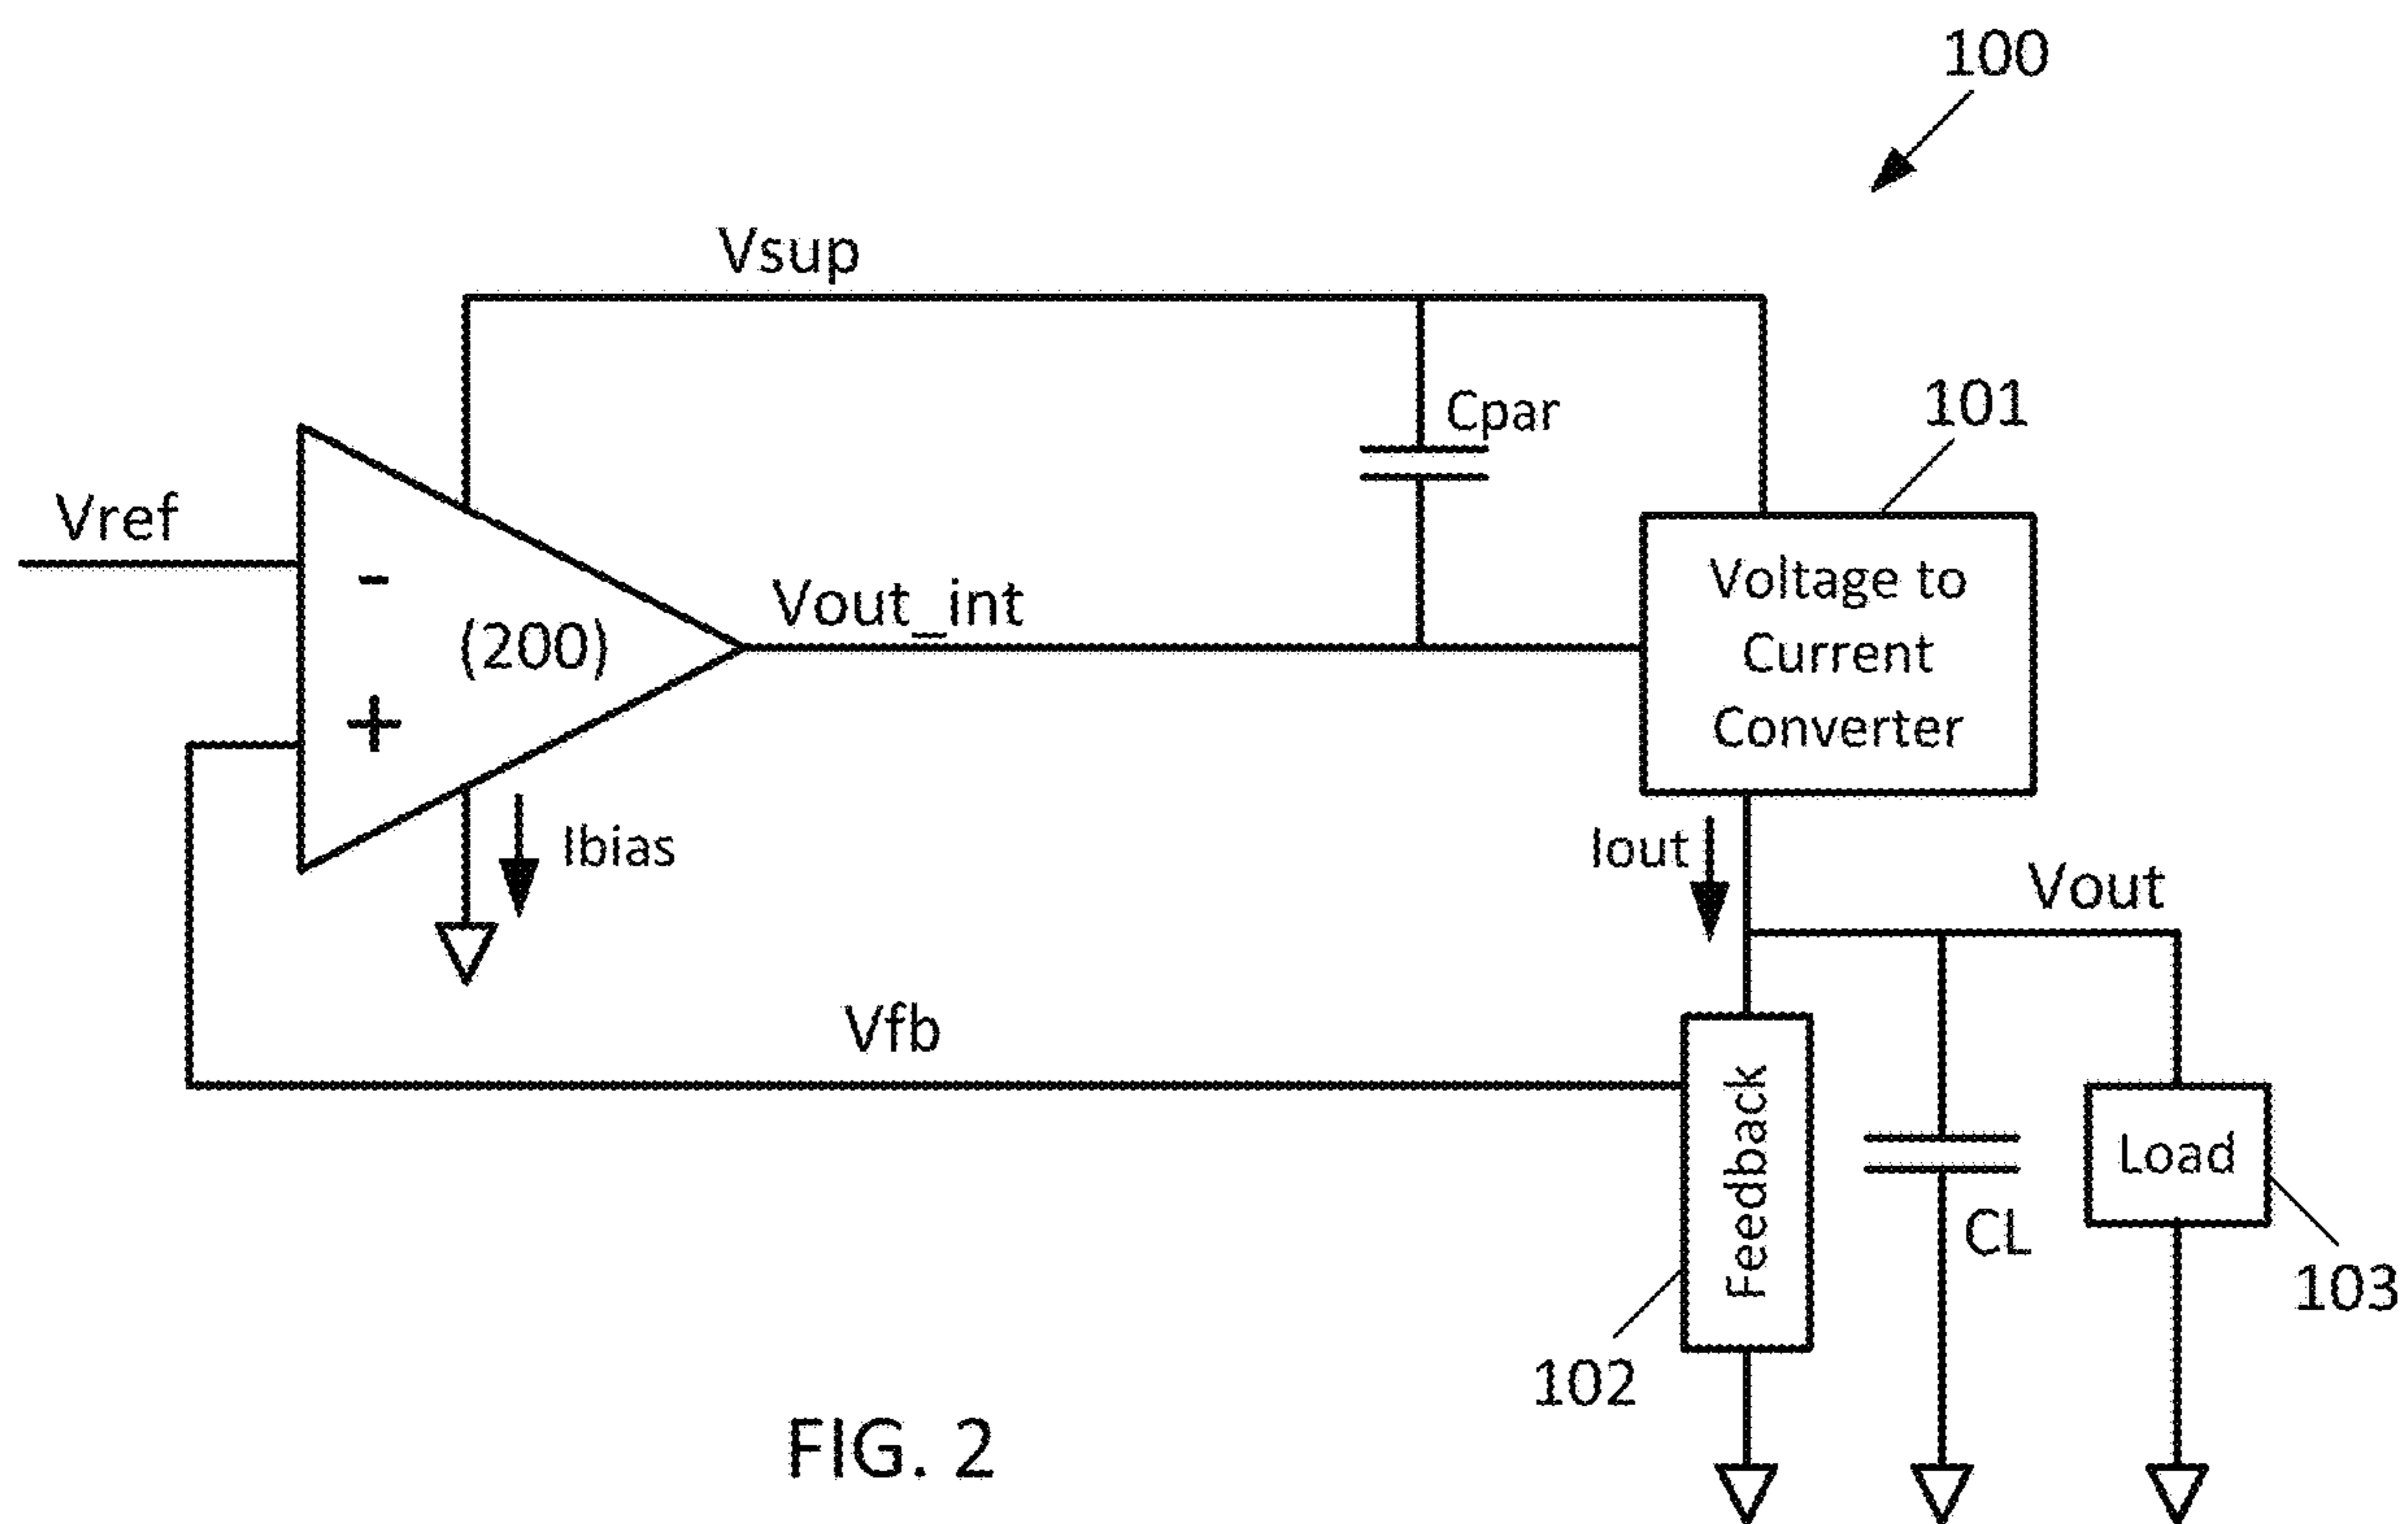 100
Vsup
Cpar
101
Vref
-
(200)
+
Vout_int
Voltage to
Current
Converter
Ibias
Iout
Vout
Vfb
Feedback
Load
CL
102
103
FIG. 2